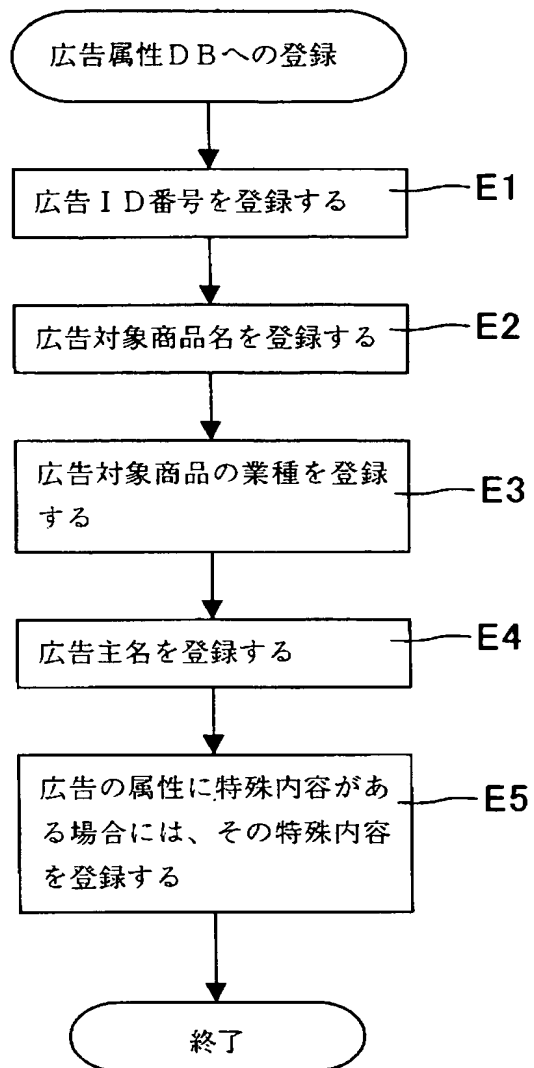 広告属性ＤＢへの登録
広告ＩＤ番号を登録する
E1
広告対象商品名を登録する
E2
広告対象商品の業種を登録
する
E3
広告主名を登録する
E4
広告の属性に特殊内容があ
る場合には、その特殊内容
を登録する
E5
終了